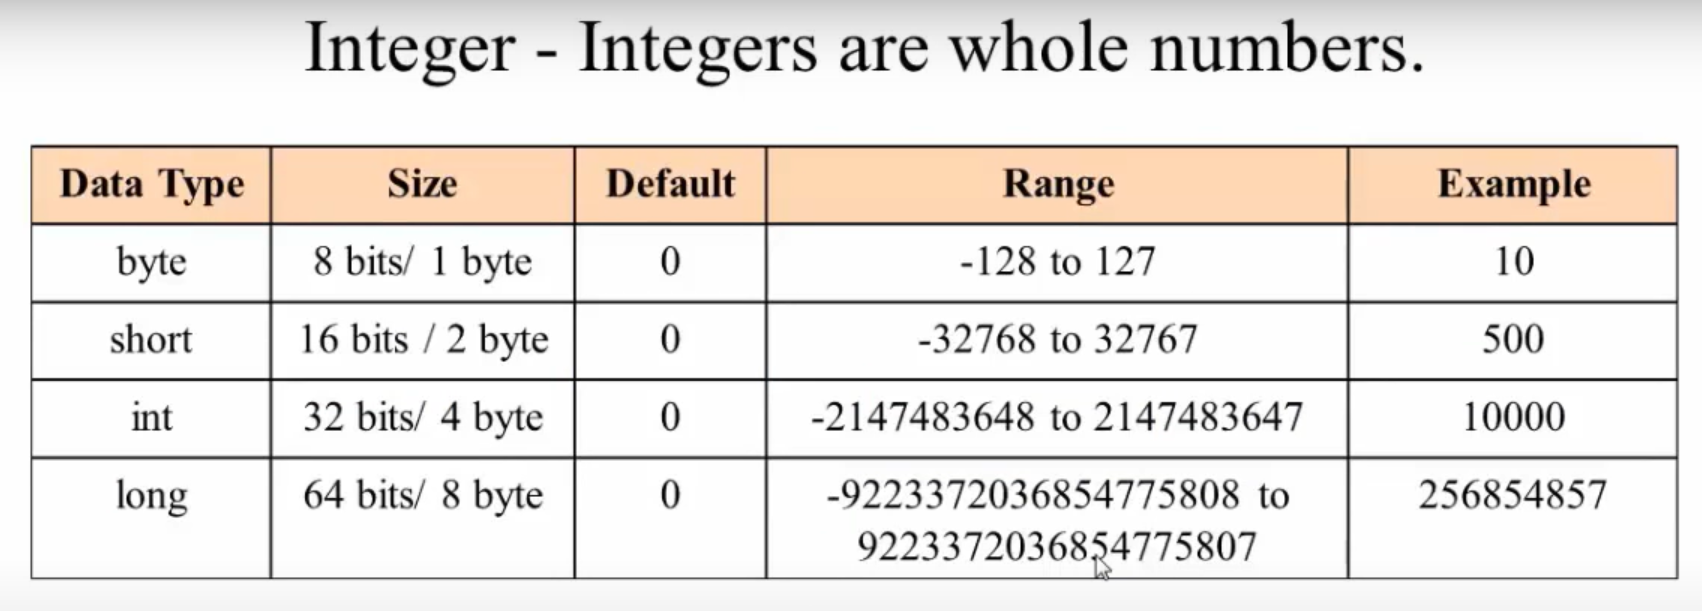 Integer - Integers are whole numbers.
Data Type Size Default Range Example
byte 8 bits/ 1 byte 0 -128 to 127 10
short 16 bits / 2 byte 0 -32768 to 32767 500
int 32 bits/ 4 byte 0 -2147483648 to 2147483647 10000
long 64 bits/ 8 byte 0 -9223372036854775808 to 256854857
9223372036854775807